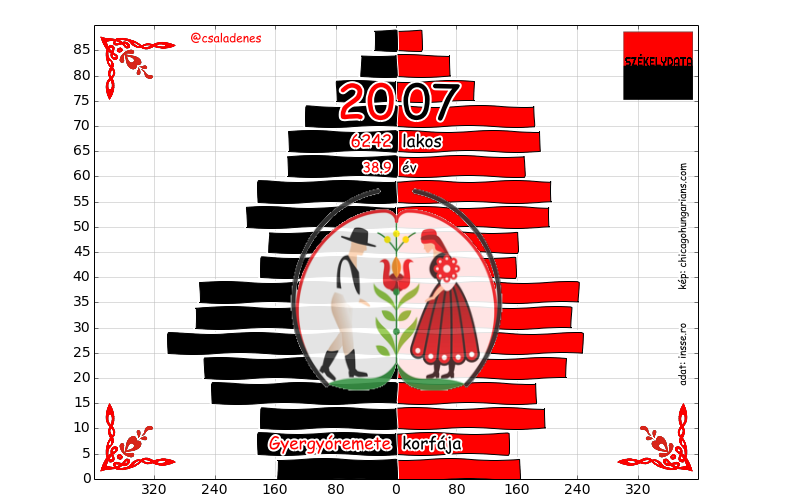 @csaladenes
SZÉKELYDATA
2007
6242 lakos
38.9 év
kép: chicagohungarians.com
adat: insse.ro
Gyergyóremete korfája
85
80
75
70
65
60
55
50
45
40
35
30
25
20
15
10
5
0
320 240 160 80 0 80 160 240 320